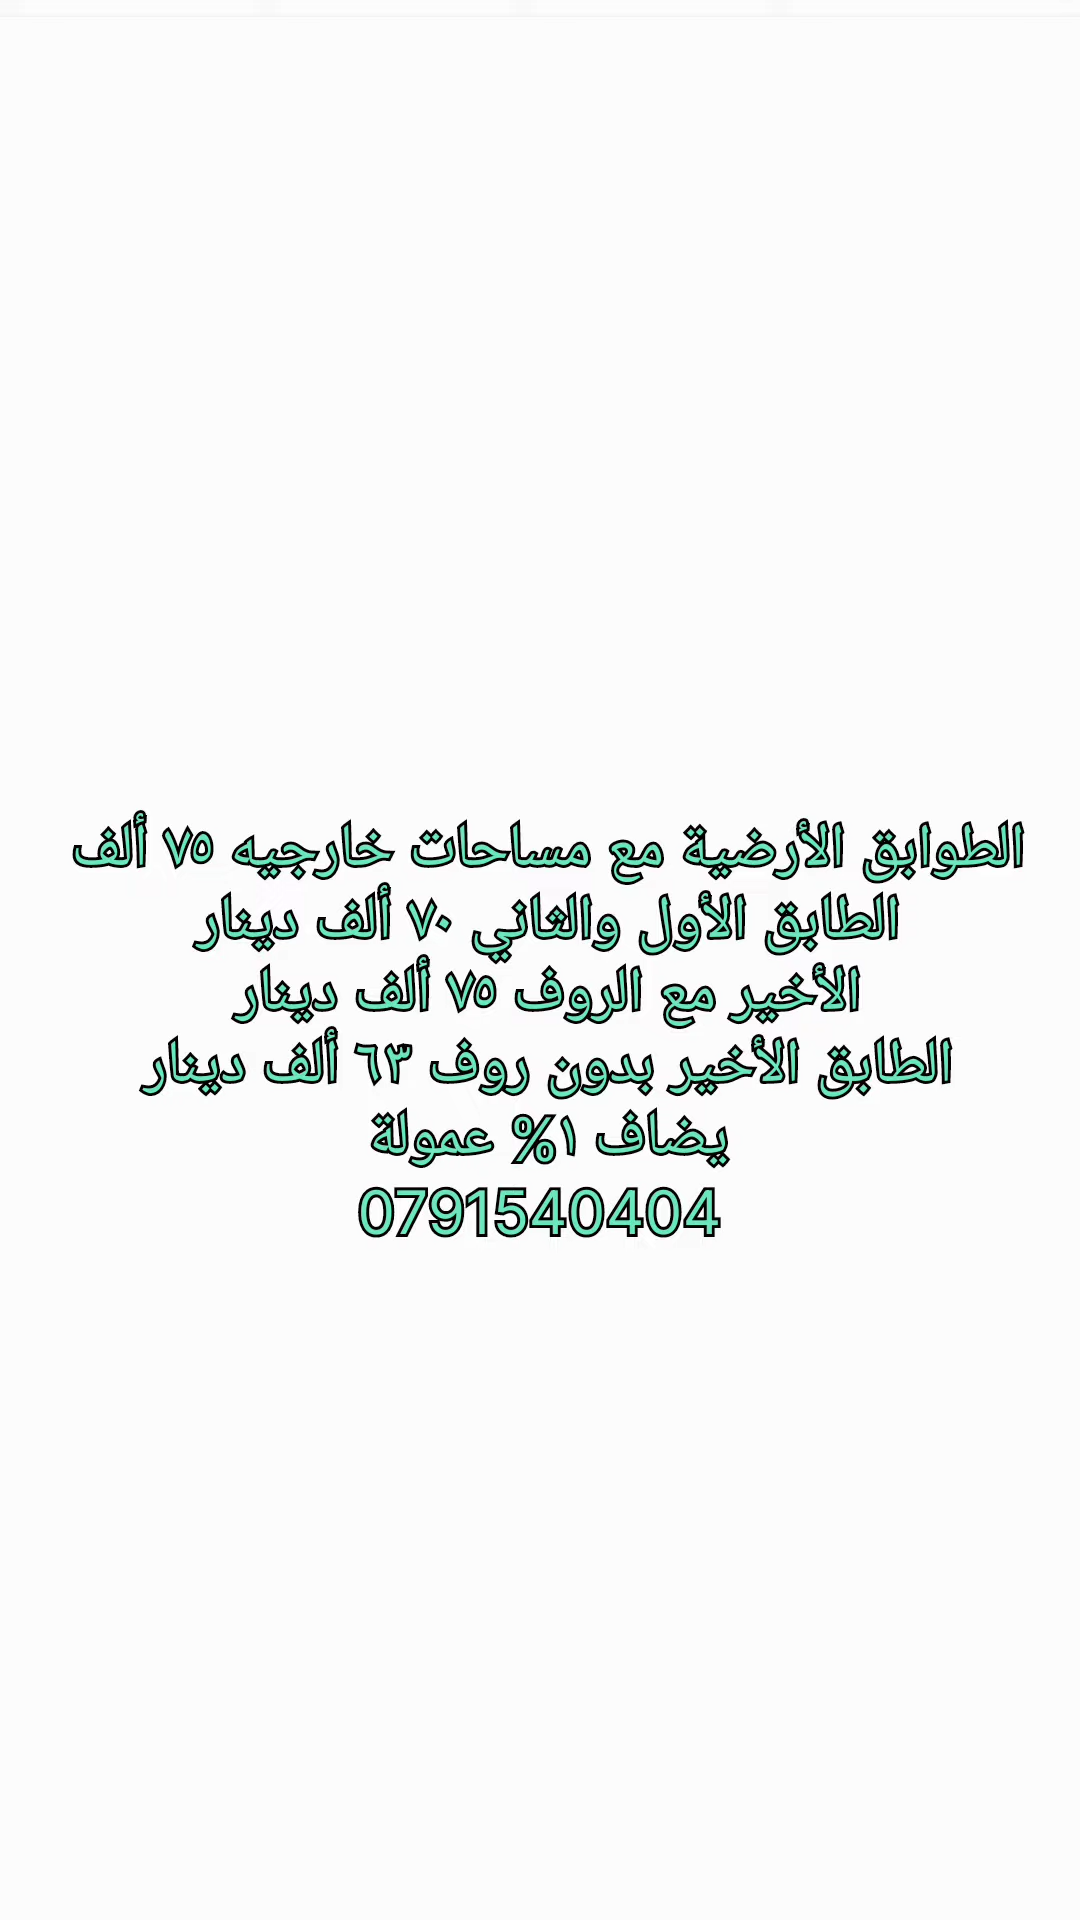 الطوابق الأرضية مع مساحات خارجيه ٧٥ ألف
الطابق الأول والثاني ٧٠ ألف دينار
الأخير مع الروف ٧٥ ألف دينار
الطابق الأخير بدون روف ٦٣ ألف دينار
يضاف ١% عمولة
0791540404